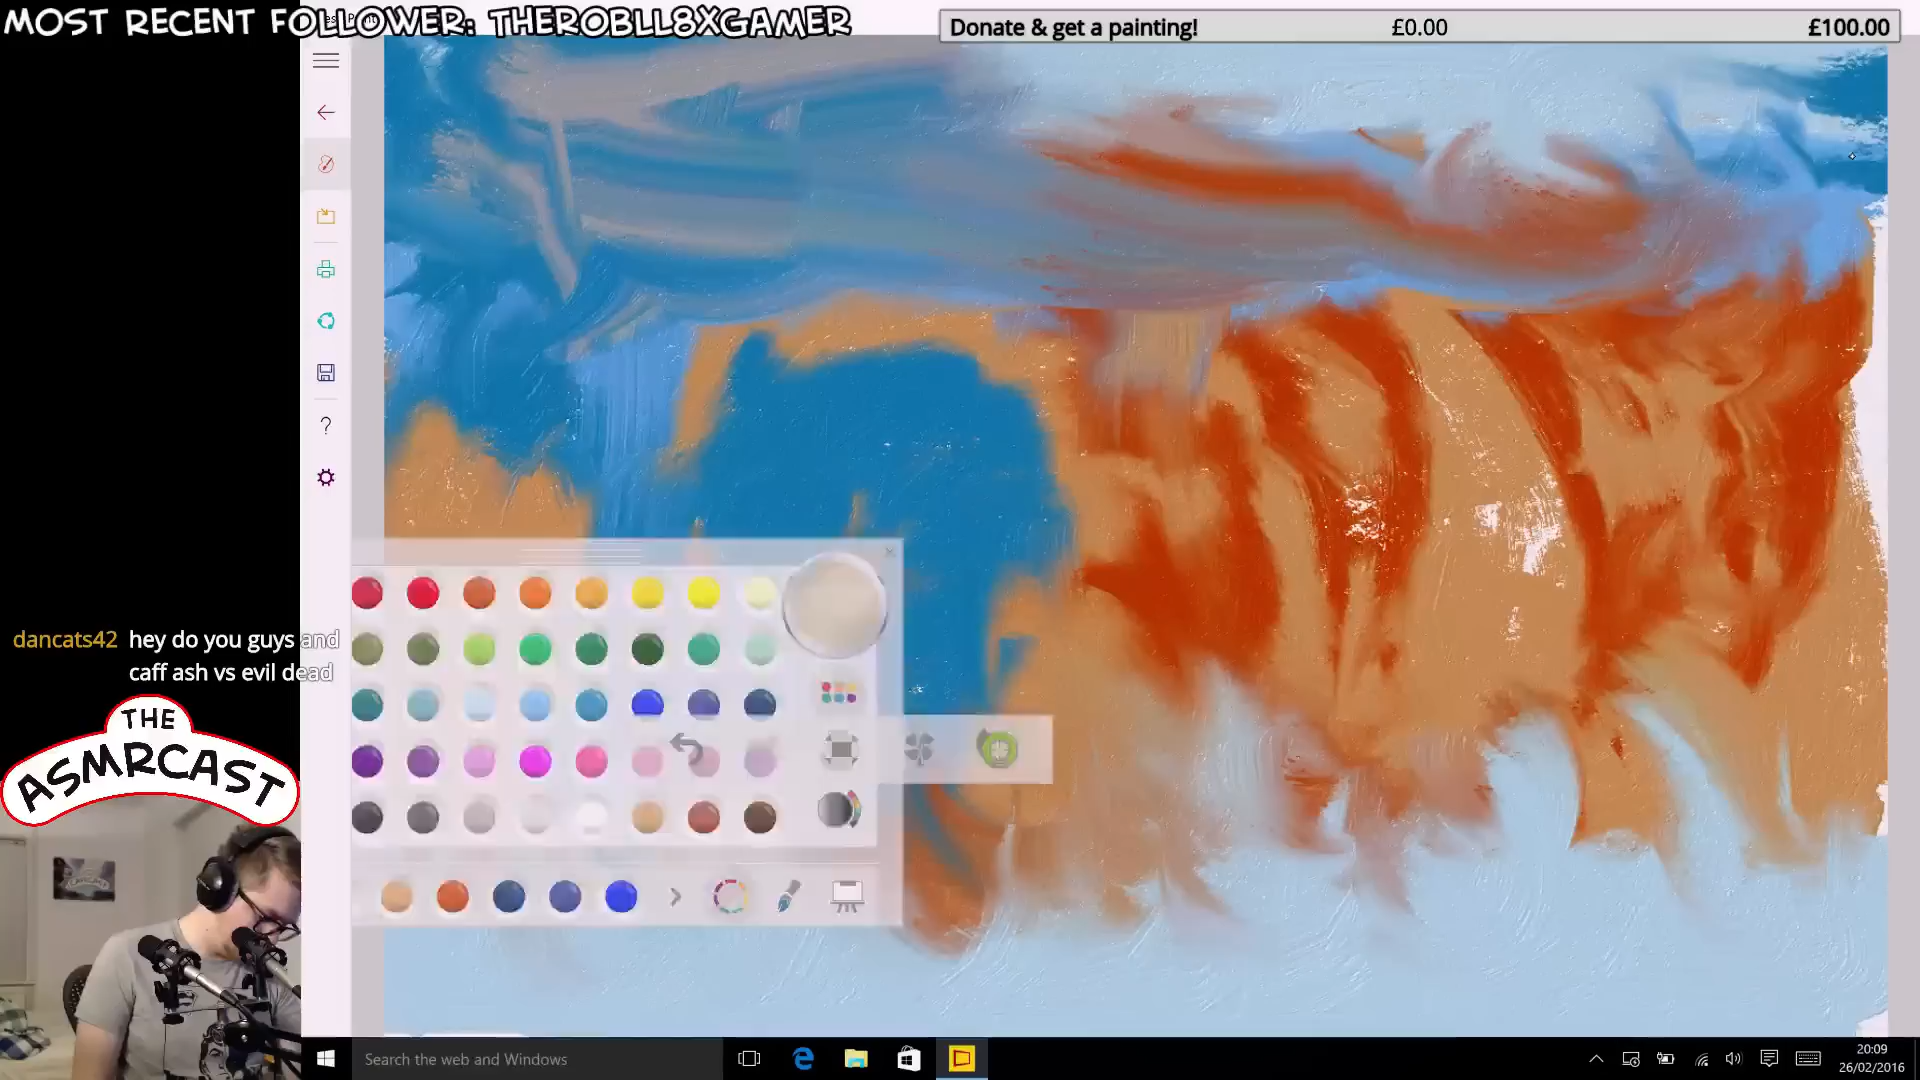 MOST RECENT FOLLOWER: THEROBLL8XGAMER
Donate & get a painting! £0.00 £100.00
dancats42 hey do you guys and
caff ash vs evil dead
THE
ASMRCAST
Search the web and Windows
20:09
26/02/2016